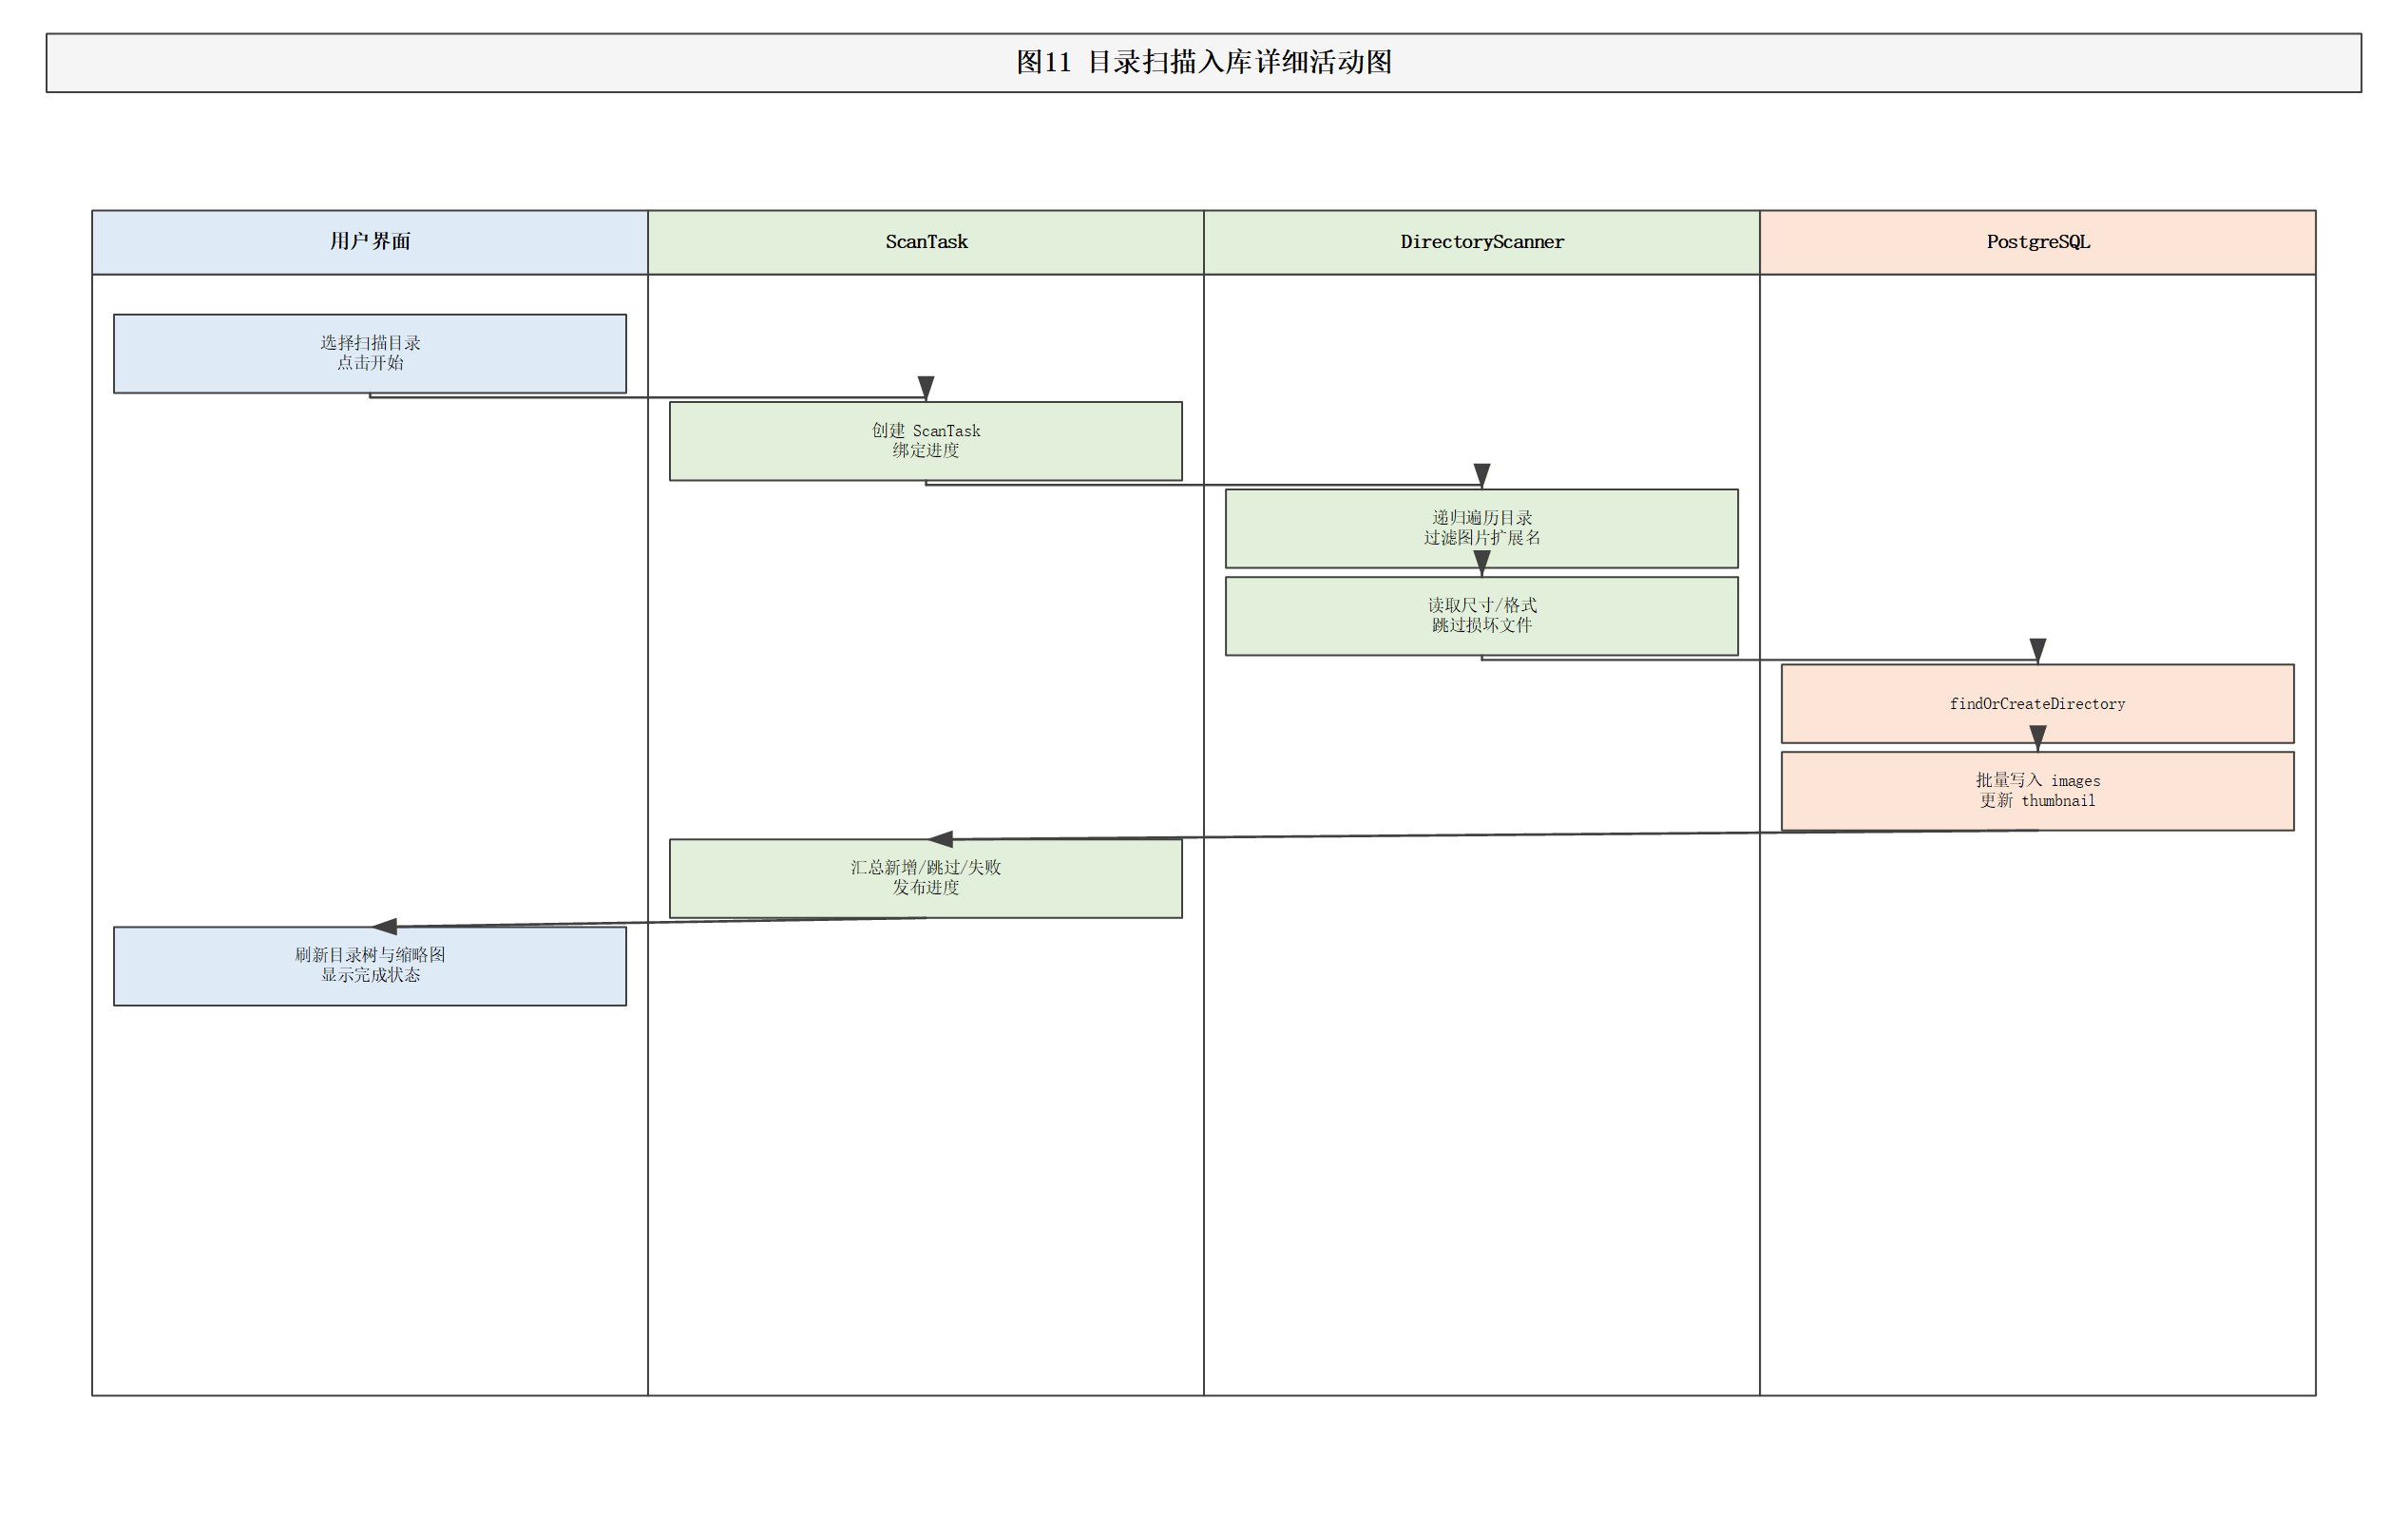 图11 目录扫描入库详细活动图
用户界面
ScanTask
DirectoryScanner
PostgreSQL
选择扫描目录
点击开始
创建 ScanTask
绑定进度
递归遍历目录
过滤图片扩展名
读取尺寸/格式
跳过损坏文件
findOrCreateDirectory
批量写入 images
更新 thumbnail
汇总新增/跳过/失败
发布进度
刷新目录树与缩略图
显示完成状态